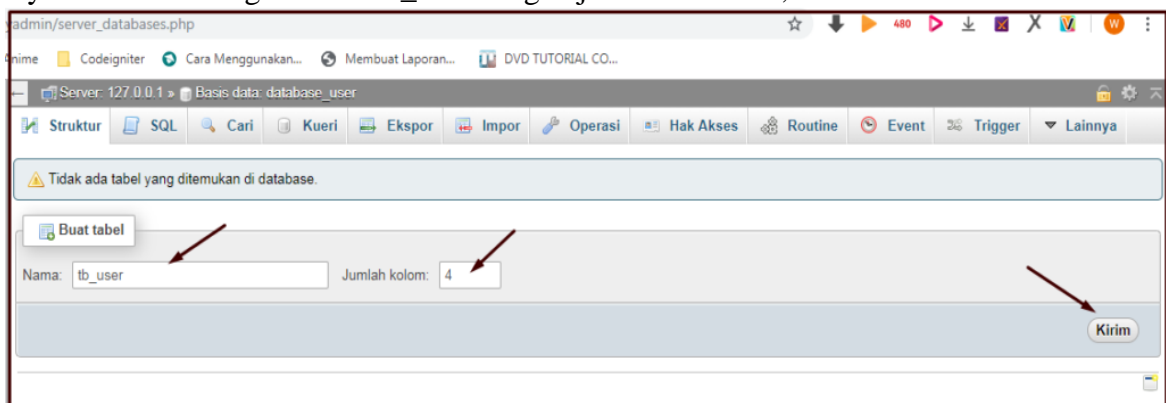 yadmin/server_databases.php
480
W
Anime Codeigniter Cara Menggunakan... Membuat Laporan... DVD TUTORIAL CO...
Server: 127.0.0.1 » Basis data: database_user
Struktur SQL Cari Kueri Ekspor Impor Operasi Hak Akses Routine Event Trigger Lainnya
Tidak ada tabel yang ditemukan di database.
Buat tabel
Nama: tb_user Jumlah kolom: 4
Kirim